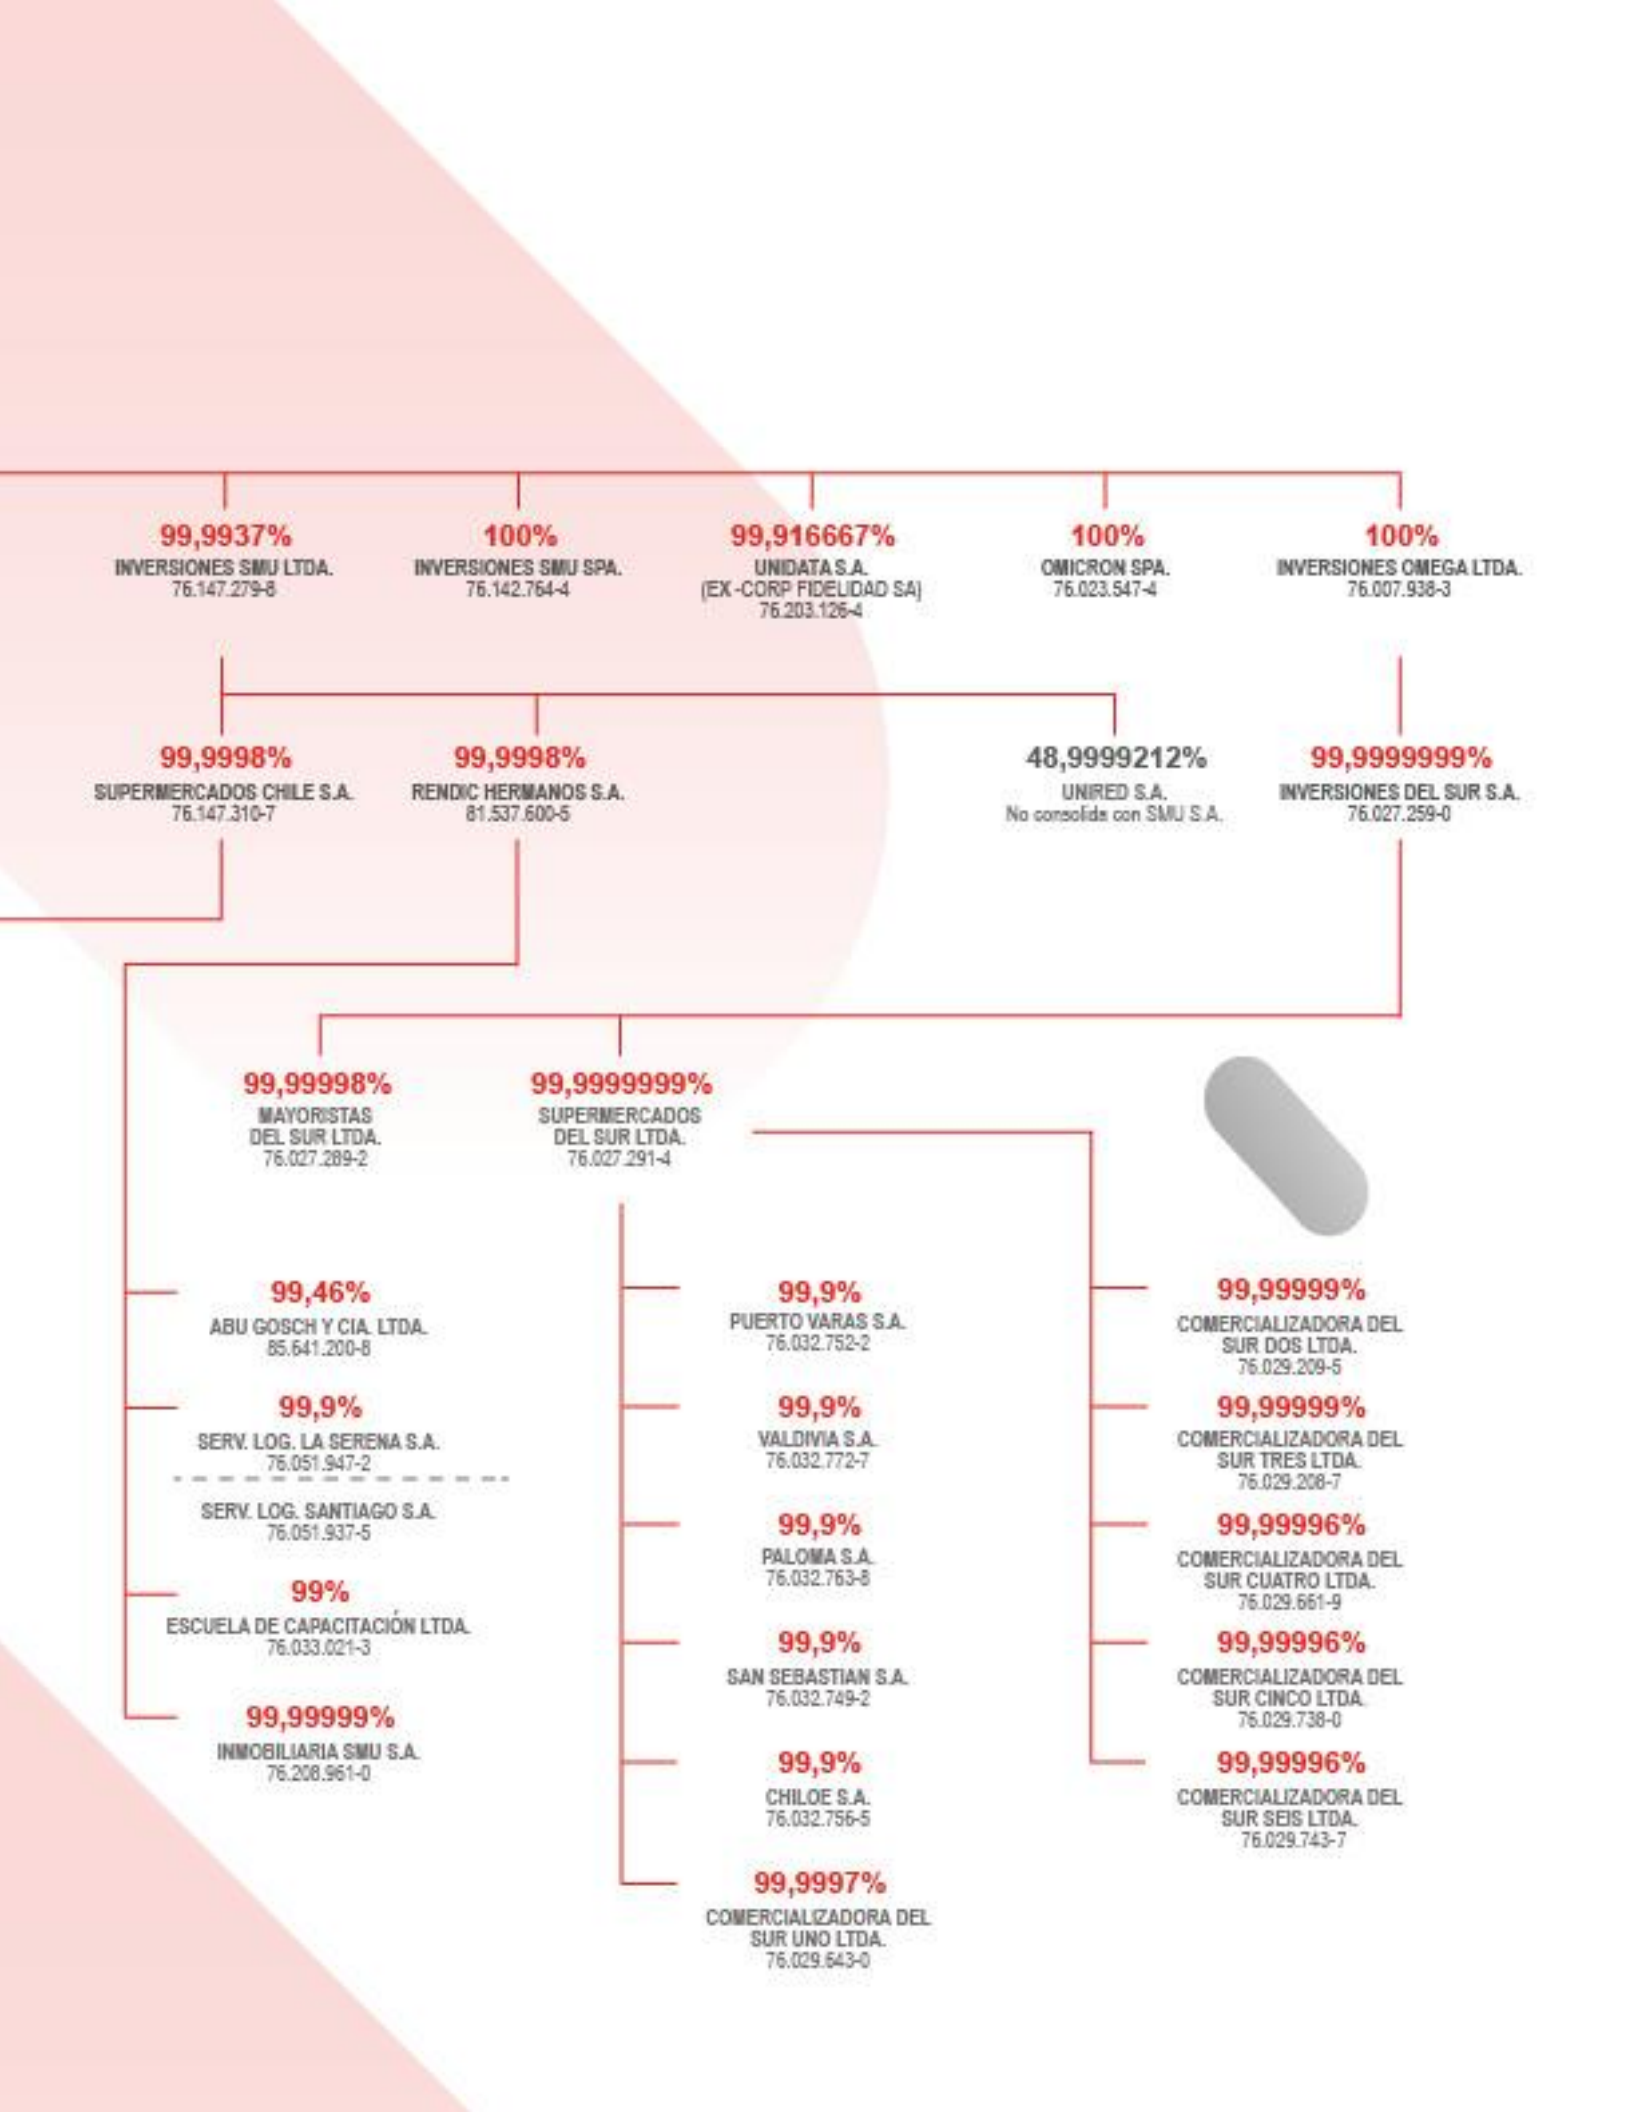 99,9937%
INVERSIONES SMU LTDA.
76.147.279-8
100%
INVERSIONES SMU SPA.
76.142.764-4
99,916667%
UNIDATA S.A.
(EX -CORP FIDELIDAD SA)
76.203.126-4
100%
OMICRON SPA.
76.023.547-4
100%
INVERSIONES OMEGA LTDA.
76.007.938-3
99,9998%
SUPERMERCADOS CHILE S.A.
76.147.310-7
99,9998%
RENDIC HERMANOS S.A.
81.537.600-5
48,9999212%
UNIRED S.A.
No consolida con SMU S.A.
99,9999999%
INVERSIONES DEL SUR S.A.
76.027.259-0
99,99998%
MAYORISTAS
DEL SUR LTDA.
76.027.289-2
99,9999999%
SUPERMERCADOS
DEL SUR LTDA.
76.027.291-4
99,46%
ABU GOSCH Y CIA. LTDA.
85.641.200-8
99,9%
SERV. LOG. LA SERENA S.A.
76.051.947-2
SERV. LOG. SANTIAGO S.A.
76.051.937-5
99%
ESCUELA DE CAPACITACIÓN LTDA.
76.033.021-3
99,99999%
INMOBILIARIA SMU S.A.
76.208.961-0
99,9%
PUERTO VARAS S.A.
76.032.752-2
99,9%
VALDIVIA S.A.
76.032.772-7
99,9%
PALOMA S.A.
76.032.763-8
99,9%
SAN SEBASTIAN S.A.
76.032.749-2
99,9%
CHILOE S.A.
76.032.756-5
99,9997%
COMERCIALIZADORA DEL
SUR UNO LTDA.
76.029.643-0
99,99999%
COMERCIALIZADORA DEL
SUR DOS LTDA.
76.029.209-5
99,99999%
COMERCIALIZADORA DEL
SUR TRES LTDA.
76.029.208-7
99,99996%
COMERCIALIZADORA DEL
SUR CUATRO LTDA.
76.029.661-9
99,99996%
COMERCIALIZADORA DEL
SUR CINCO LTDA.
76.029.738-0
99,99996%
COMERCIALIZADORA DEL
SUR SEIS LTDA.
76.029.743-7